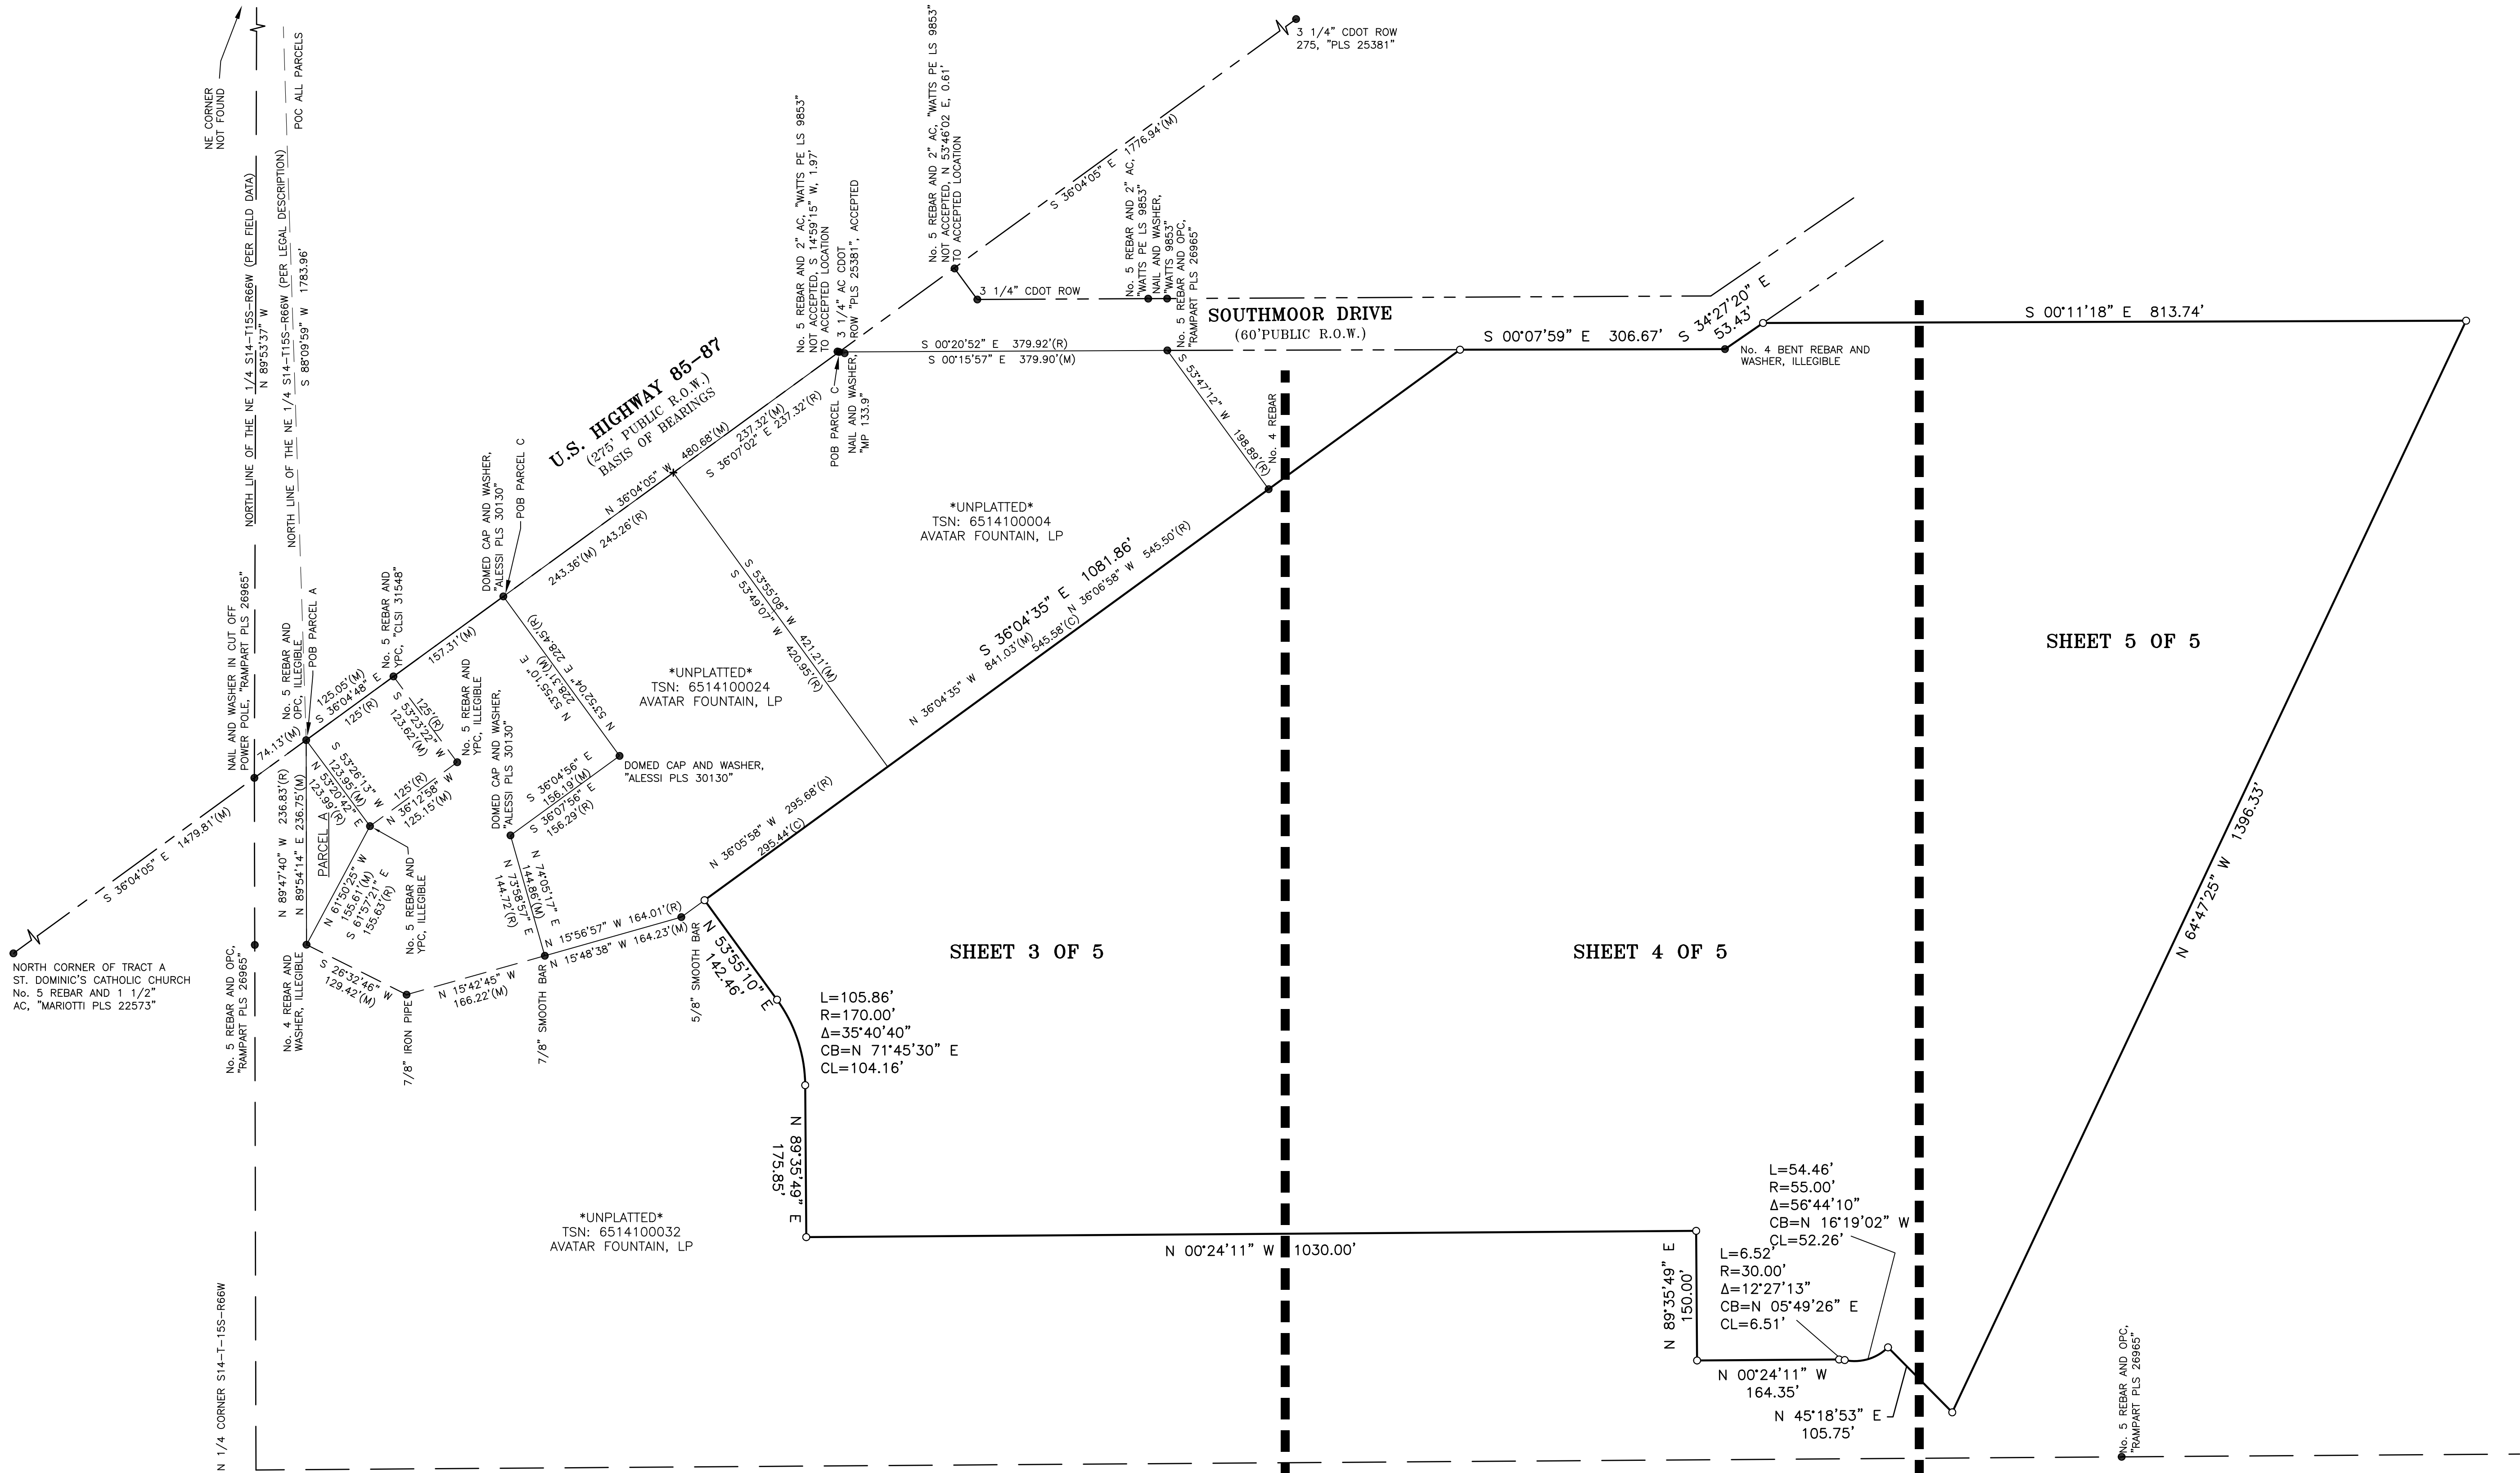 NE CORNER
NOT FOUND
POC ALL PARCELS
NORTH LINE OF THE NE 1/4 S14-T15S-R66W (PER FIELD DATA)
N 89°53'37" W
NORTH LINE OF THE NE 1/4 S14-T15S-R66W (PER LEGAL DESCRIPTION)
S 88°09'59" W 1783.96'
3 1/4" CDOT ROW
275, "PLS 25381"
S 36°04'05" E 1776.94'(M)
No. 5 REBAR AND 2" AC, "WATTS PE LS 9853"
NOT ACCEPTED, N 53°46'02 E, 0.61'
TO ACCEPTED LOCATION
No. 5 REBAR AND 2" AC, "WATTS PE LS 9853"
NOT ACCEPTED, S 14°59'15" W, 1.97'
TO ACCEPTED LOCATION
3 1/4" AC CDOT
ROW "PLS 25381", ACCEPTED
No. 5 REBAR AND 2" AC,
"WATTS PE LS 9853"
NAIL AND WASHER,
"WATTS 9853"
No. 5 REBAR AND OPC,
"RAMPART PLS 26965"
3 1/4" CDOT ROW
SOUTHMOOR DRIVE
(60'PUBLIC R.O.W.)
S 00°20'52" E 379.92'(R)
S 00°15'57" E 379.90'(M)
S 00°07'59" E 306.67'
S 34°27'20" E
53.43'
No. 4 BENT REBAR AND
WASHER, ILLEGIBLE
S 00°11'18" E 813.74'
POB PARCEL C
NAIL AND WASHER,
"MP 133.9"
S 53°47'12" W 198.89'(R)
No. 4 REBAR
U.S. HIGHWAY 85-87
(275' PUBLIC R.O.W.)
BASIS OF BEARINGS
N 36°04'05" W 480.68'(M)
237.32'(M)
S 36°07'02" E 237.32'(R)
243.36'(M) 243.26'(R)
DOMED CAP AND WASHER,
"ALESSI PLS 30130"
POB PARCEL C
*UNPLATTED*
TSN: 6514100004
AVATAR FOUNTAIN, LP
S 53°55'08" W 421.21'(M)
S 53°49'07" W 420.95'(R)
S 36°04'35" E 1081.86'
N 36°06'58" W 545.50'(R)
N 36°04'35" W 841.03'(M)
545.58'(C)
*UNPLATTED*
TSN: 6514100024
AVATAR FOUNTAIN, LP
N 53°52'04" E 228.45'(R)
228.31'(M)
N 53°55'10" E
DOMED CAP AND WASHER,
"ALESSI PLS 30130"
DOMED CAP AND WASHER,
"ALESSI PLS 30130"
S 36°04'56" E
156.19'(M)
S 36°07'56" E
156.29'(R)
N 74°05'17" E
144.86'(M)
N 73°58'57" E
144.72'(R)
NAIL AND WASHER IN CUT OFF
POWER POLE, "RAMPART PLS 26965"
No. 5 REBAR AND
OPC, ILLEGIBLE
POB PARCEL A
No. 5 REBAR AND
YPC, "CLSI 31548"
157.31'(M)
125.05'(M)
S 36°04'48" E
125'(R)
74.13'(M)
125'(R)
S 53°23'22" W
123.62'(M)
No. 5 REBAR AND
YPC, ILLEGIBLE
S 53°26'13" W
123.95'(M)
N 53°20'42" E
123.99'(R)
125'(R)
N 36°12'58" W
125.15'(M)
N 89°47'40" W 236.83'(R)
N 89°54'14" E 236.75'(M)
PARCEL A
N 61°50'25" W
155.61'(M)
S 61°57'21" E
155.63'(R)
No. 5 REBAR AND
YPC, ILLEGIBLE
S 36°04'05" E 1479.81'(M)
NORTH CORNER OF TRACT A
ST. DOMINIC'S CATHOLIC CHURCH
No. 5 REBAR AND 1 1/2"
AC, "MARIOTTI PLS 22573"
No. 5 REBAR AND OPC,
"RAMPART PLS 26965"
No. 4 REBAR AND
WASHER, ILLEGIBLE
S 26°32'46" W
129.42'(M)
7/8" IRON PIPE
N 15°42'45" W
166.22'(M)
7/8" SMOOTH BAR
N 15°56'57" W 164.01'(R)
N 15°48'38" W 164.23'(M)
5/8" SMOOTH BAR
N 36°05'58" W 295.68'(R)
295.44'(C)
N 53°55'10" E
142.46'
L=105.86'
R=170.00'
Δ=35°40'40"
CB=N 71°45'30" E
CL=104.16'
SHEET 3 OF 5
SHEET 4 OF 5
SHEET 5 OF 5
N 64°47'25" W 1396.33'
N 89°35'49" E
175.85'
*UNPLATTED*
TSN: 6514100032
AVATAR FOUNTAIN, LP
N 00°24'11" W 1030.00'
N 89°35'49" E
150.00'
L=54.46'
R=55.00'
Δ=56°44'10"
CB=N 16°19'02" W
CL=52.26'
L=6.52'
R=30.00'
Δ=12°27'13"
CB=N 05°49'26" E
CL=6.51'
N 00°24'11" W
164.35'
N 45°18'53" E
105.75'
N 1/4 CORNER S14-T-15S-R66W
No. 5 REBAR AND OPC,
"RAMPART PLS 26965"